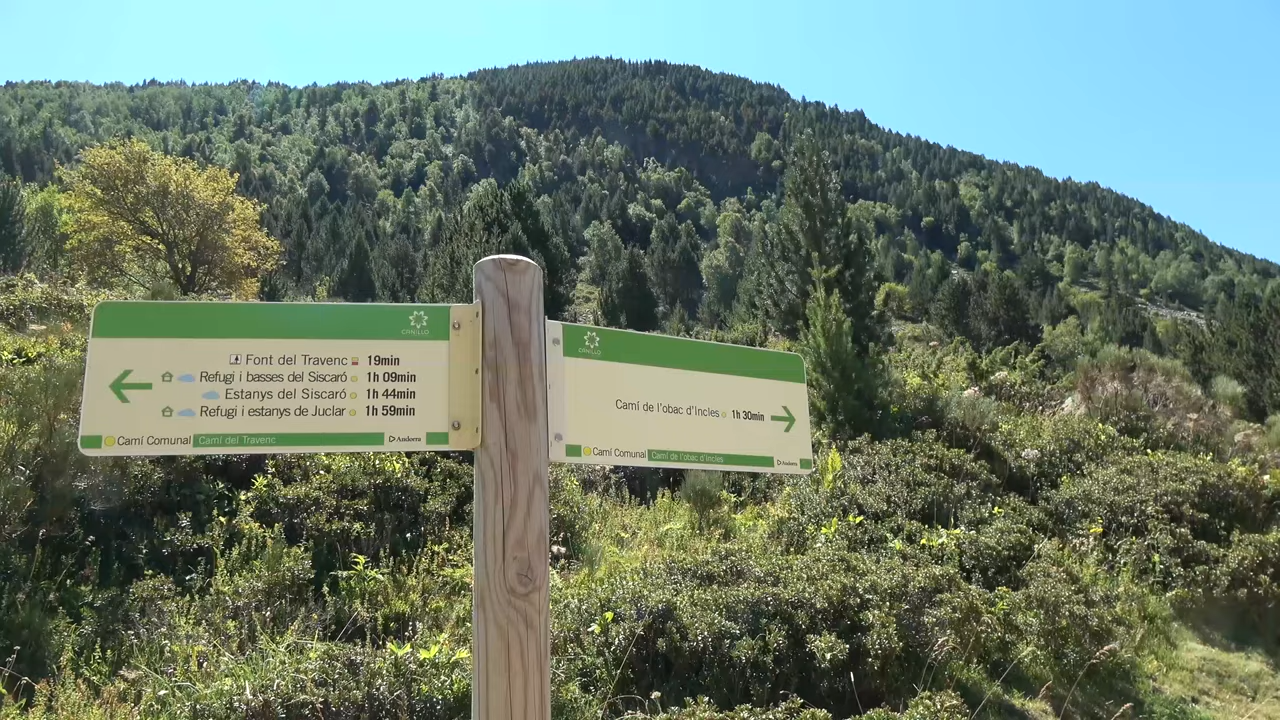 CANILLO
Font del Travenc 19min
Refugi i basses del Siscaró 1h 09min
Estanys del Siscaró 1h 44min
Refugi i estanys de Juclar 1h 59min
Camí Comunal Camí del Travenc Andorra
CANILLO
Camí de l'obac d'Incles 1h 30min
Camí Comunal Camí de l'obac d'Incles Andorra